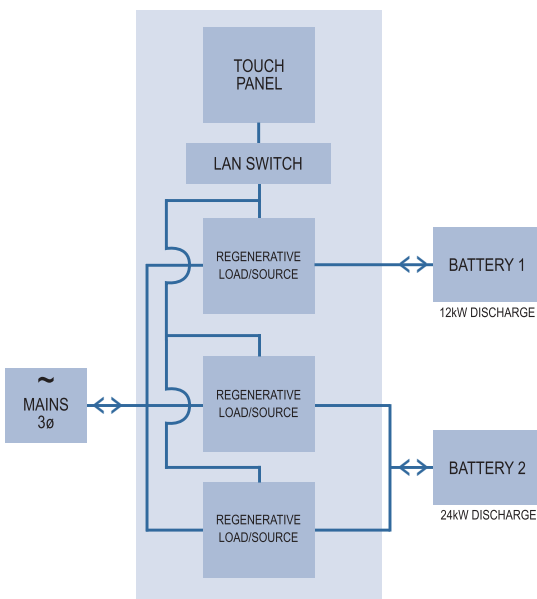 TOUCH
PANEL
LAN SWITCH
REGENERATIVE
LOAD/SOURCE
BATTERY 1
12kW DISCHARGE
REGENERATIVE
LOAD/SOURCE
~
MAINS
3ø
BATTERY 2
24kW DISCHARGE
REGENERATIVE
LOAD/SOURCE